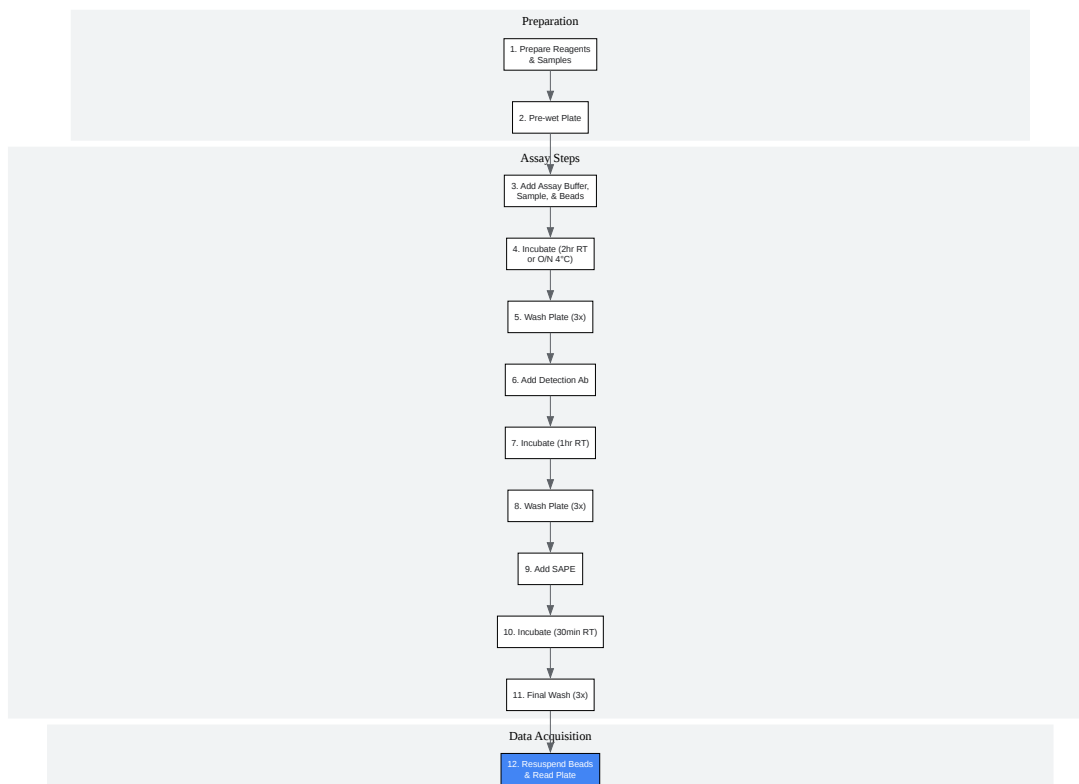 Preparation
1. Prepare Reagents
& Samples
2. Pre-wet Plate
Assay Steps
3. Add Assay Buffer,
Sample, & Beads
4. Incubate (2hr RT
or O/N 4°C)
5. Wash Plate (3x)
6. Add Detection Ab
7. Incubate (1hr RT)
8. Wash Plate (3x)
9. Add SAPE
10. Incubate (30min RT)
11. Final Wash (3x)
Data Acquisition
12. Resuspend Beads
& Read Plate